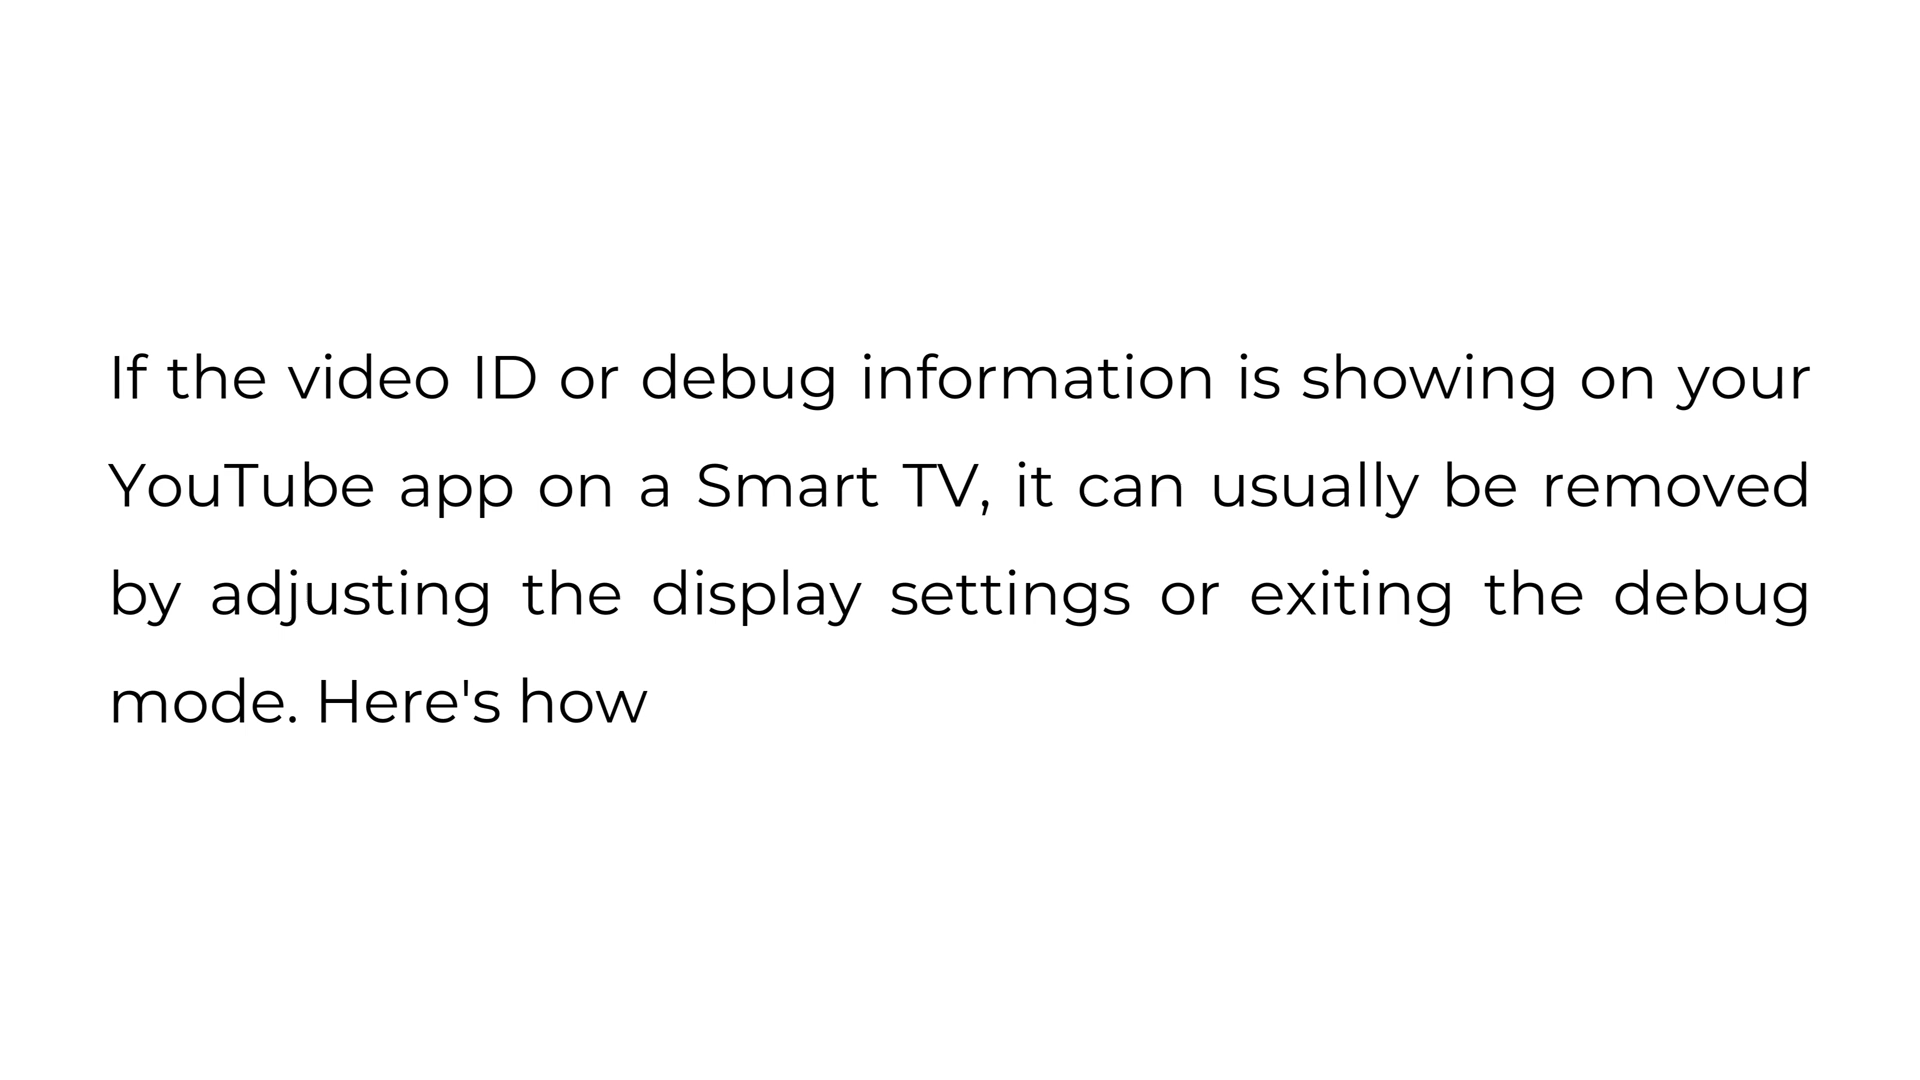 If the video ID or debug information is showing on your
YouTube app on a Smart TV, it can usually be removed
by adjusting the display settings or exiting the debug
mode. Here's how